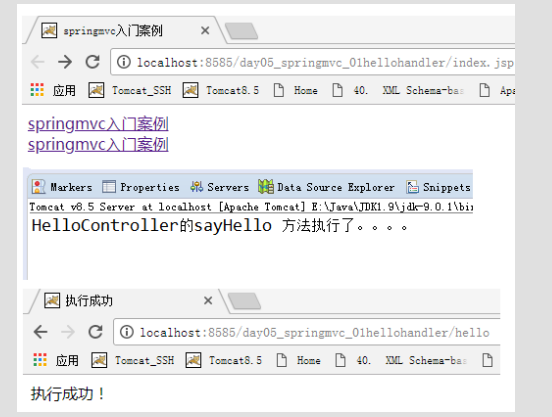 springmvc入门案例
localhost:8585/day05_springmvc_01hellohandler/index.jsp
应用 Tomcat_SSH Tomcat8.5 Home 40. XML Schema-ba Apa
springmvc入门案例
springmvc入门案例
Markers Properties Servers Data Source Explorer Snippets
Tomcat v8.5 Server at localhost [Apache Tomcat] E:\Java\JDK1.9\jdk-9.0.1\bi
HelloController的sayHello 方法执行了。。。。
执行成功
localhost:8585/day05_springmvc_01hellohandler/hello
应用 Tomcat_SSH Tomcat8.5 Home 40. XML Schema-ba
执行成功！